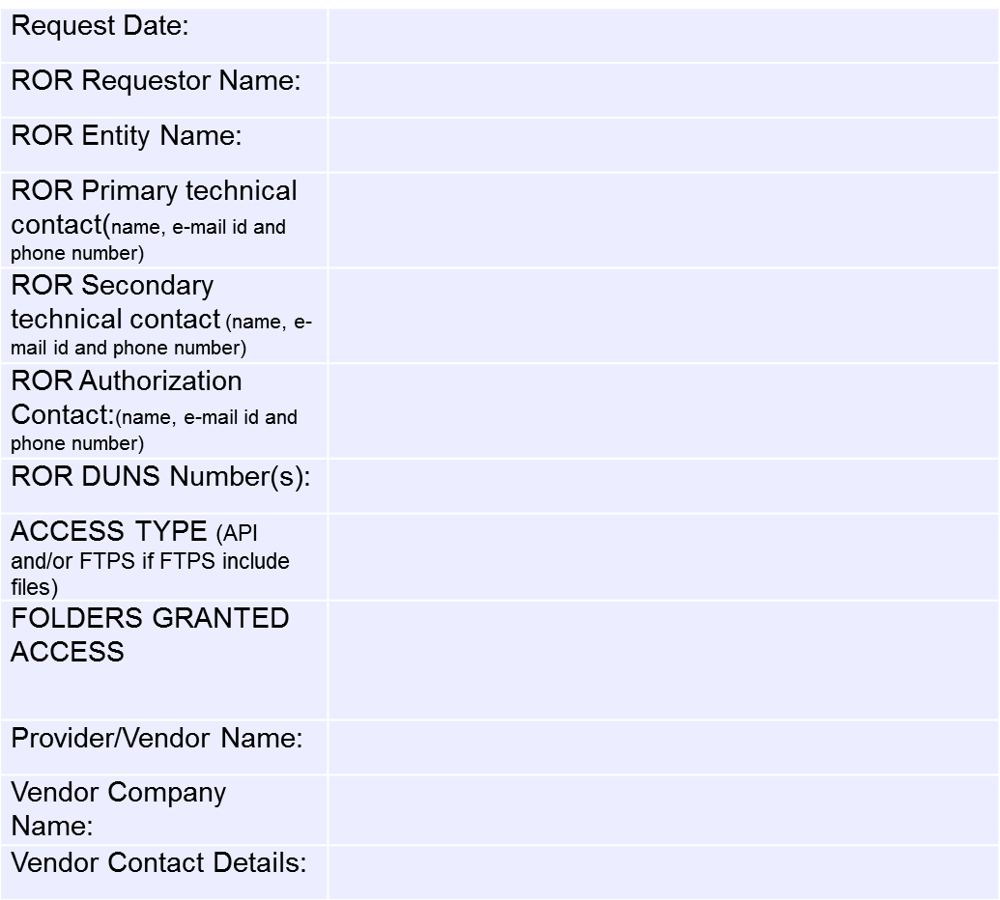 Request Date:
ROR Requestor Name:
ROR Entity Name:
ROR Primary technical
contact(name, e-mail id and
phone number)
ROR Secondary
technical contact (name, e-
mail id and phone number)
ROR Authorization
Contact:(name, e-mail id and
phone number)
ROR DUNS Number(s):
ACCESS TYPE (API
and/or FTPS if FTPS include
files)
FOLDERS GRANTED
ACCESS
Provider/Vendor Name:
Vendor Company
Name:
Vendor Contact Details: